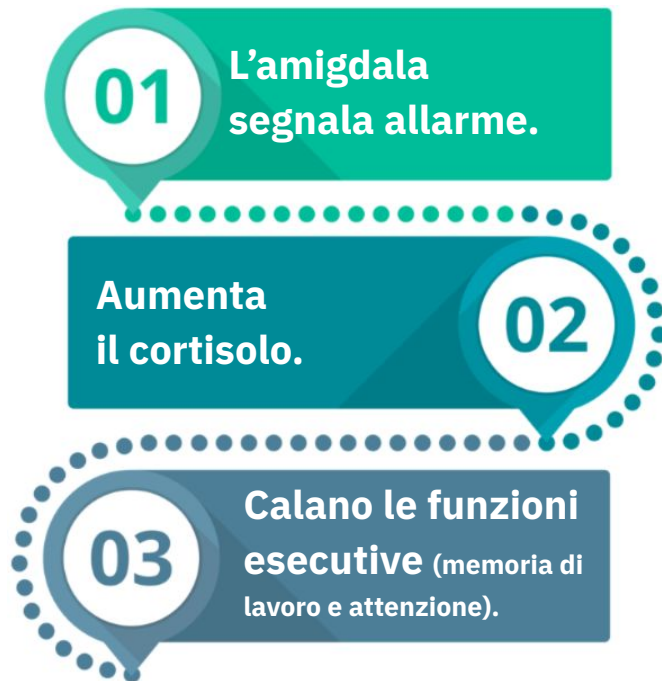 01
L’amigdala
segnala allarme.
Aumenta
il cortisolo.
02
03
Calano le funzioni
esecutive (memoria di
lavoro e attenzione).